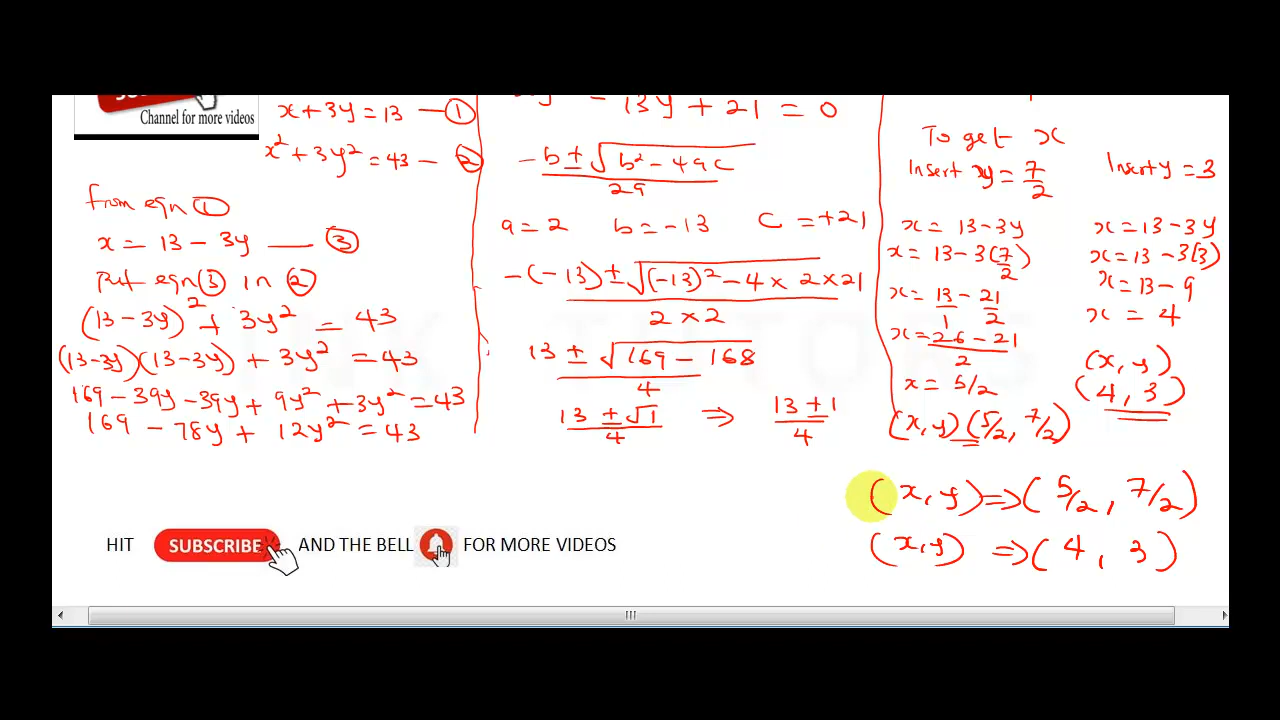 Channel for more videos
x + 3y = 13 — ①
x² + 3y² = 43 – ②
from eqn ①
x = 13 – 3y — ③
Put eqn ③ in ②
(13 – 3y)² + 3y² = 43
(13–3y)(13–3y) + 3y² = 43
169 – 39y – 39y + 9y² + 3y² = 43
169 – 78y + 12y² = 43
– 13y + 21 = 0
-b ± √b² – 4ac
2a
a = 2 b = –13 c = +21
-(-13) ± √(-13)² – 4 × 2 × 21
2 × 2
13 ± √169 – 168
4
13 ± √1 ⇒ 13 ± 1
4 4
To get x
Insert y = 7/2
x = 13 – 3y
x = 13 – 3(7/2)
x = 13/1 – 21/2
x = 26 – 21
2
x = 5/2
(x, y) (5/2, 7/2)
Insert y = 3
x = 13 – 3y
x = 13 – 3(3)
x = 13 – 9
x = 4
(x, y)
(4, 3)
(x, y) ⇒ (5/2, 7/2)
(x, y) ⇒ (4, 3)
HIT SUBSCRIBE AND THE BELL FOR MORE VIDEOS